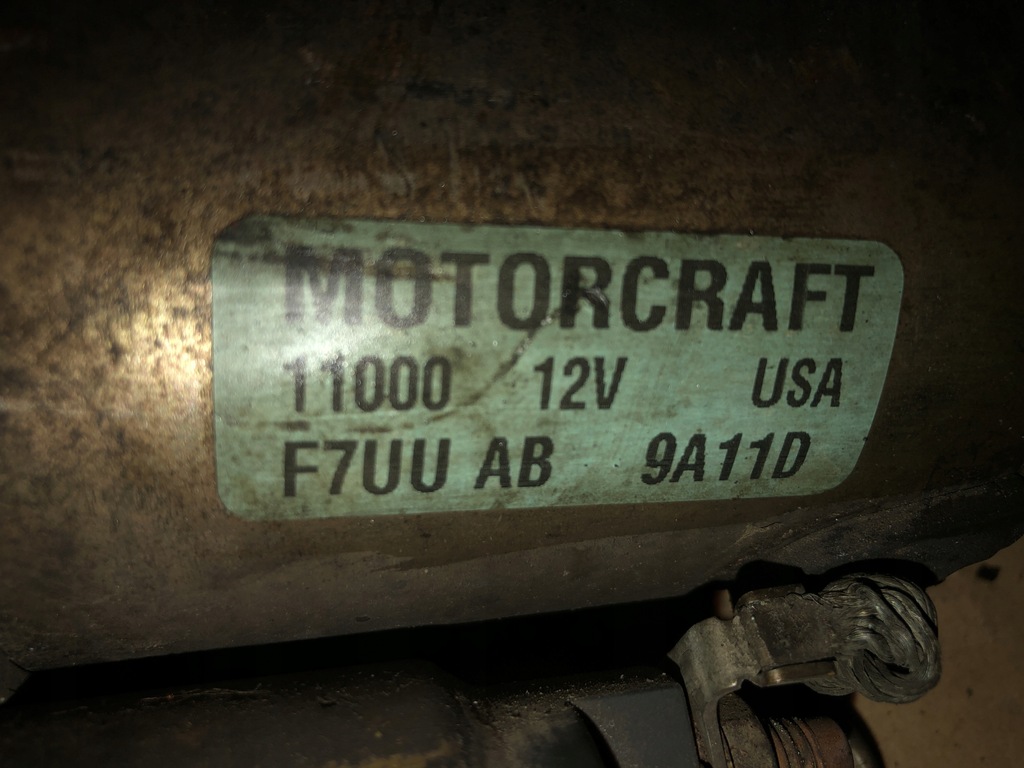 MOTORCRAFT
11000 12V USA
F7UU AB 9A11D